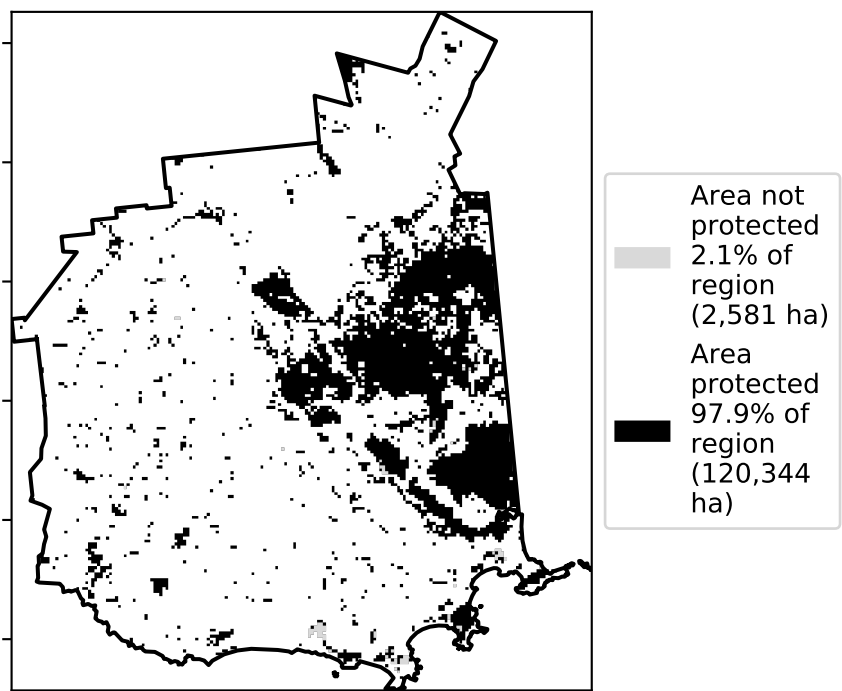 Area not
protected
2.1% of
region
(2,581 ha)
Area
protected
97.9% of
region
(120,344
ha)